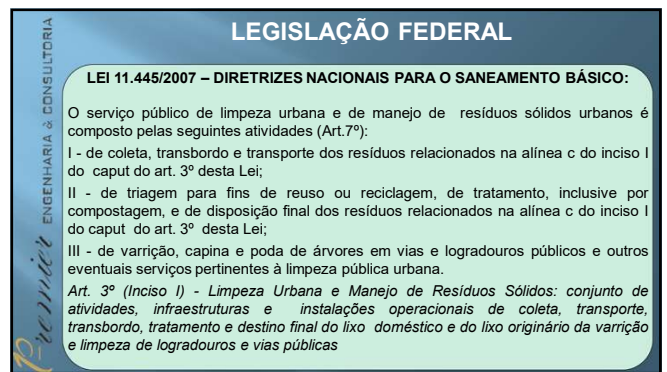 LEGISLAÇÃO FEDERAL
LEI 11.445/2007 – DIRETRIZES NACIONAIS PARA O SANEAMENTO BÁSICO:
O serviço público de limpeza urbana e de manejo de resíduos sólidos urbanos é
composto pelas seguintes atividades (Art.7º):
I - de coleta, transbordo e transporte dos resíduos relacionados na alínea c do inciso I
do caput do art. 3º desta Lei;
II - de triagem para fins de reuso ou reciclagem, de tratamento, inclusive por
compostagem, e de disposição final dos resíduos relacionados na alínea c do inciso I
do caput do art. 3º desta Lei;
III - de varrição, capina e poda de árvores em vias e logradouros públicos e outros
eventuais serviços pertinentes à limpeza pública urbana.
Art. 3º (Inciso I) - Limpeza Urbana e Manejo de Resíduos Sólidos: conjunto de
atividades, infraestruturas e instalações operacionais de coleta, transporte,
transbordo, tratamento e destino final do lixo doméstico e do lixo originário da varrição
e limpeza de logradouros e vias públicas
Premier ENGENHARIA & CONSULTORIA